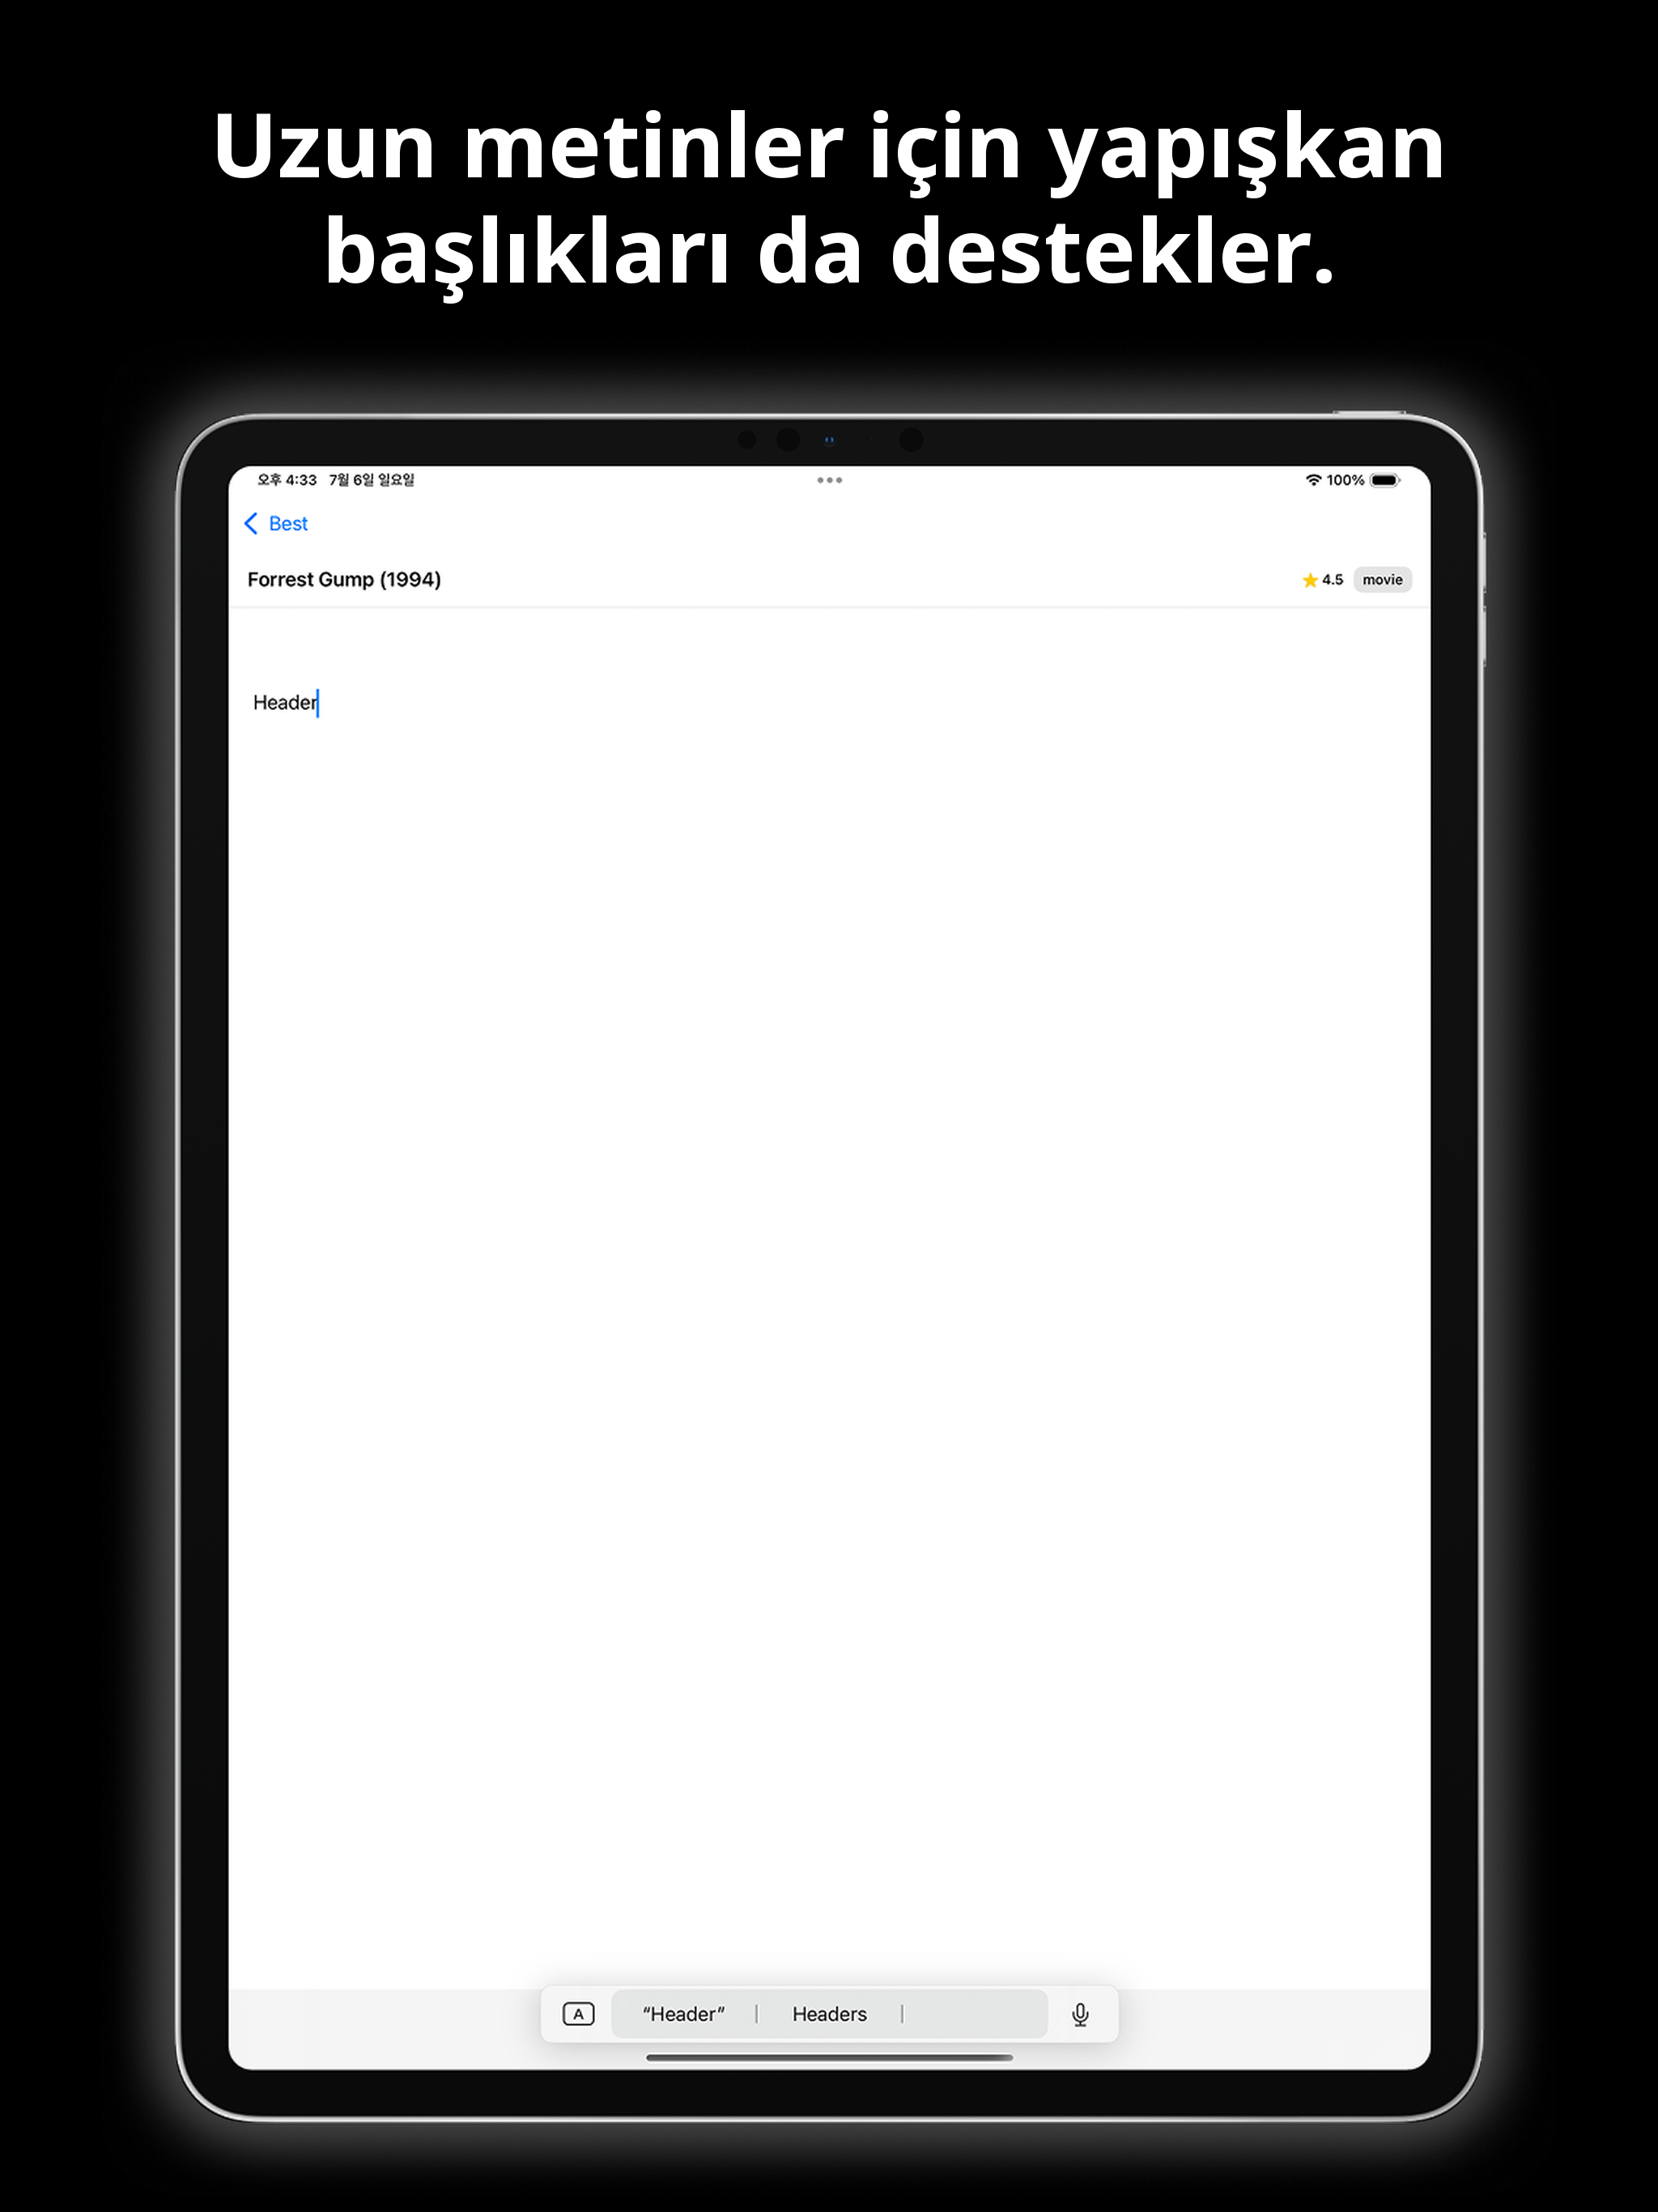 Uzun metinler için yapışkan
başlıkları da destekler.
오후 4:33 7월 6일 일요일
100%
Best
Forrest Gump (1994)
4.5 movie
Header
A "Header" Headers